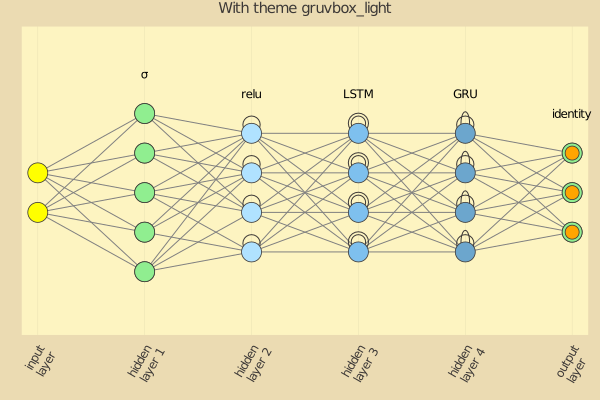 With theme gruvbox_light
σ
relu
LSTM
GRU
identity
input
layer
hidden
layer 1
hidden
layer 2
hidden
layer 3
hidden
layer 4
output
layer